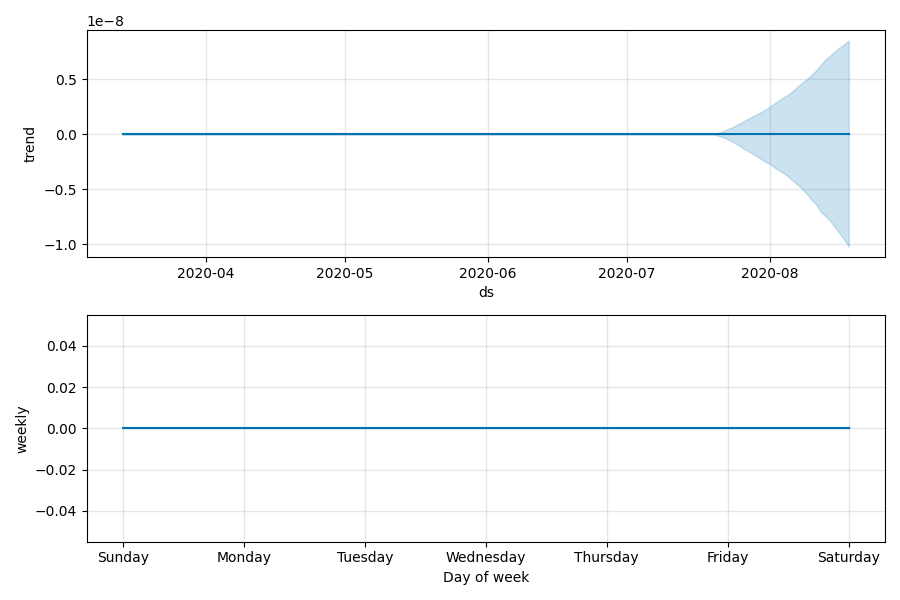 1e−8
0.5
0.0
−0.5
−1.0
trend
2020-04 2020-05 2020-06 2020-07 2020-08
ds
0.04
0.02
0.00
−0.02
−0.04
weekly
Sunday Monday Tuesday Wednesday Thursday Friday Saturday
Day of week